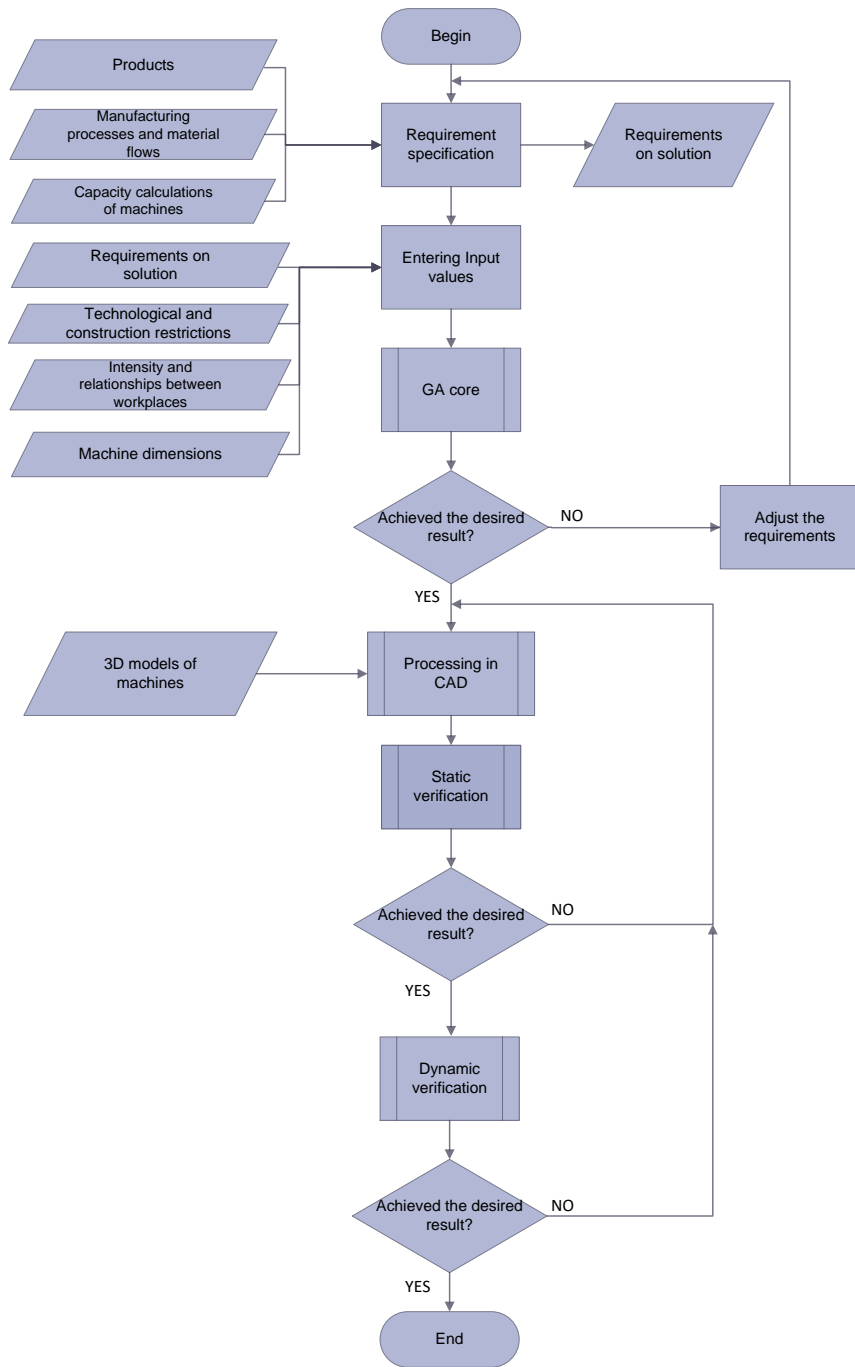 Begin
Products
Manufacturing
processes and material
flows
Requirement
specification
Requirements
on solution
Capacity calculations
of machines
Requirements on
solution
Entering Input
values
Technological and
construction restrictions
Intensity and
relationships between
workplaces
GA core
Machine dimensions
Achieved the desired
result?
NO
Adjust the
requirements
YES
3D models of
machines
Processing in
CAD
Static
verification
Achieved the desired
result?
NO
YES
Dynamic
verification
Achieved the desired
result?
NO
YES
End